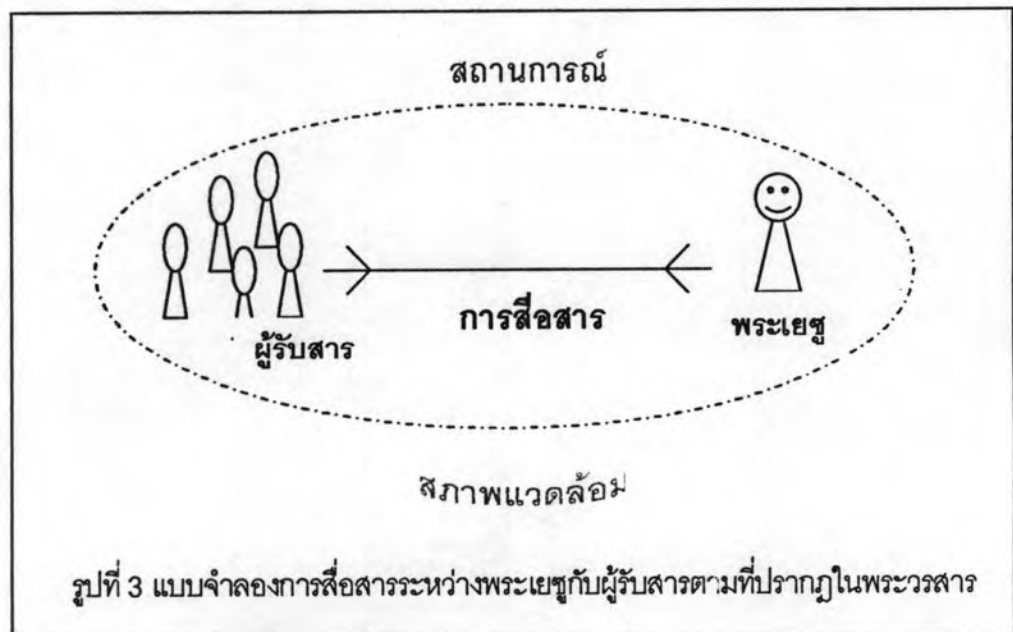 สถานการณ์
การสื่อสาร
ผู้รับสาร
พระเยซู
สภาพแวดล้อม
รูปที่ 3 แบบจำลองการสื่อสารระหว่างพระเยซูกับผู้รับสารตามที่ปรากฏในพระวรสาร